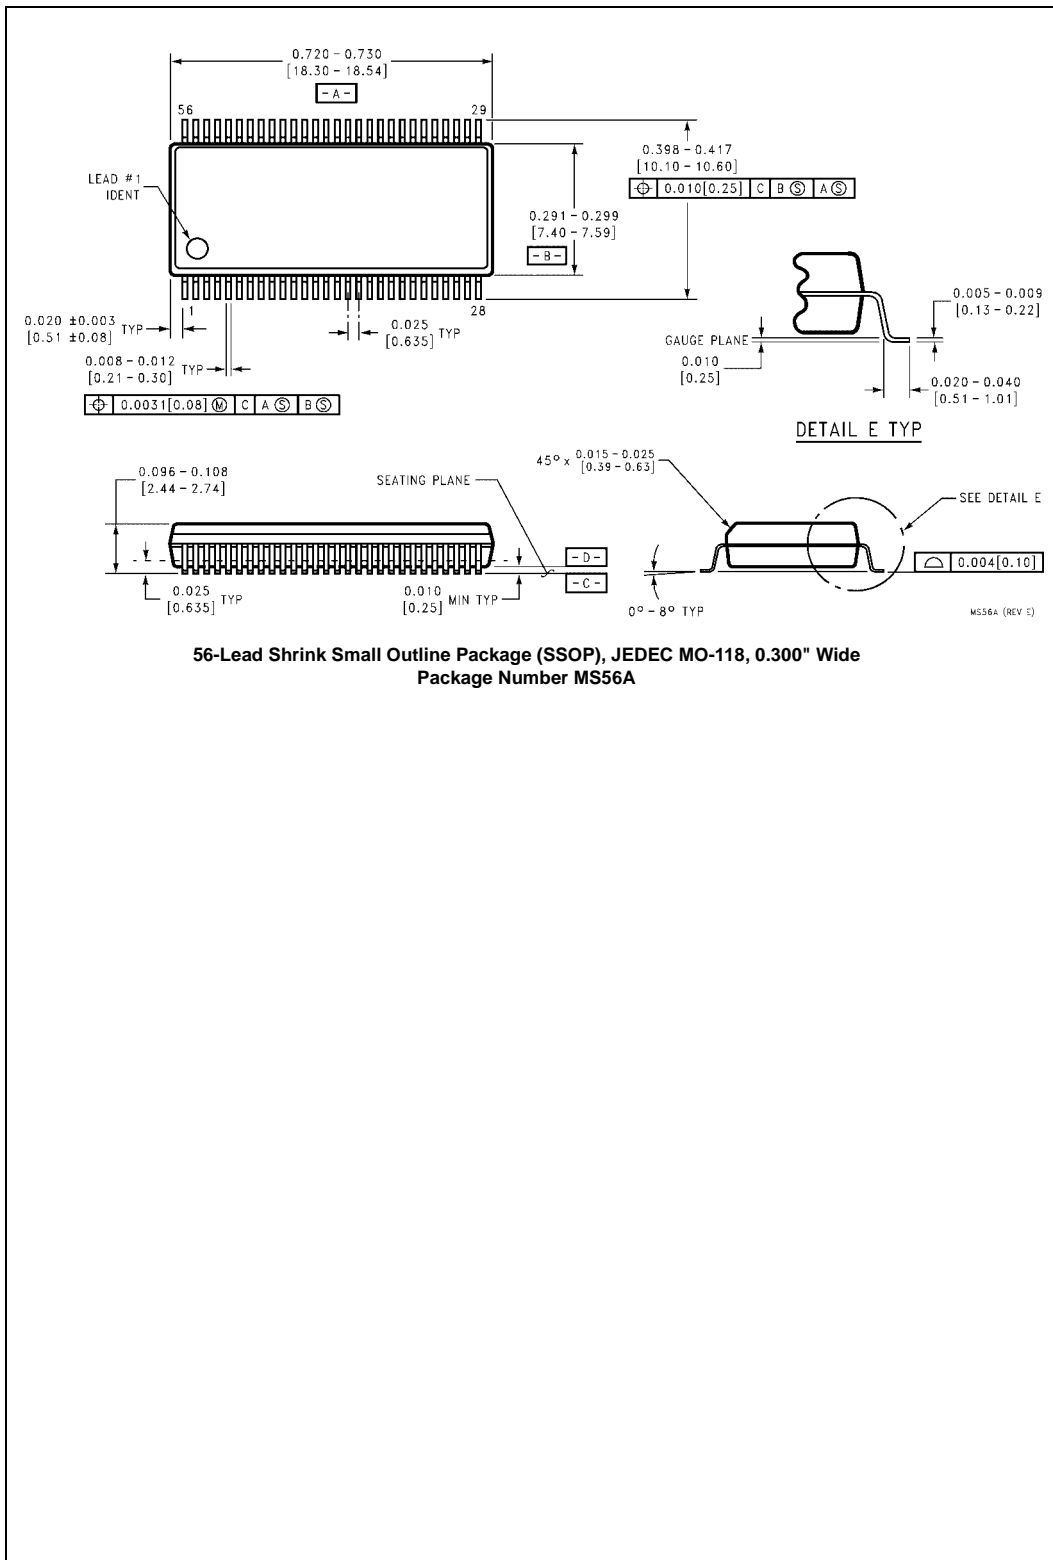 0.720 – 0.730
[18.30 – 18.54]
- A -
56
29
LEAD #1
IDENT
0.398 – 0.417
[10.10 – 10.60]
⌖ 0.010[0.25] C B Ⓢ A Ⓢ
0.291 – 0.299
[7.40 – 7.59]
- B -
1
28
0.020 ±0.003
[0.51 ±0.08] TYP
0.025
[0.635] TYP
0.008 – 0.012
[0.21 – 0.30] TYP
⌖ 0.0031[0.08] Ⓜ C A Ⓢ B Ⓢ
GAUGE PLANE
0.010
[0.25]
0.005 – 0.009
[0.13 – 0.22]
0.020 – 0.040
[0.51 – 1.01]
DETAIL E TYP
0.096 – 0.108
[2.44 – 2.74]
SEATING PLANE
45° x 0.015 – 0.025
[0.39 – 0.63]
SEE DETAIL E
- D -
- C -
0.004[0.10]
0.025
[0.635] TYP
0.010
[0.25] MIN TYP
0° – 8° TYP
MS56A (REV E)
56-Lead Shrink Small Outline Package (SSOP), JEDEC MO-118, 0.300" Wide
Package Number MS56A